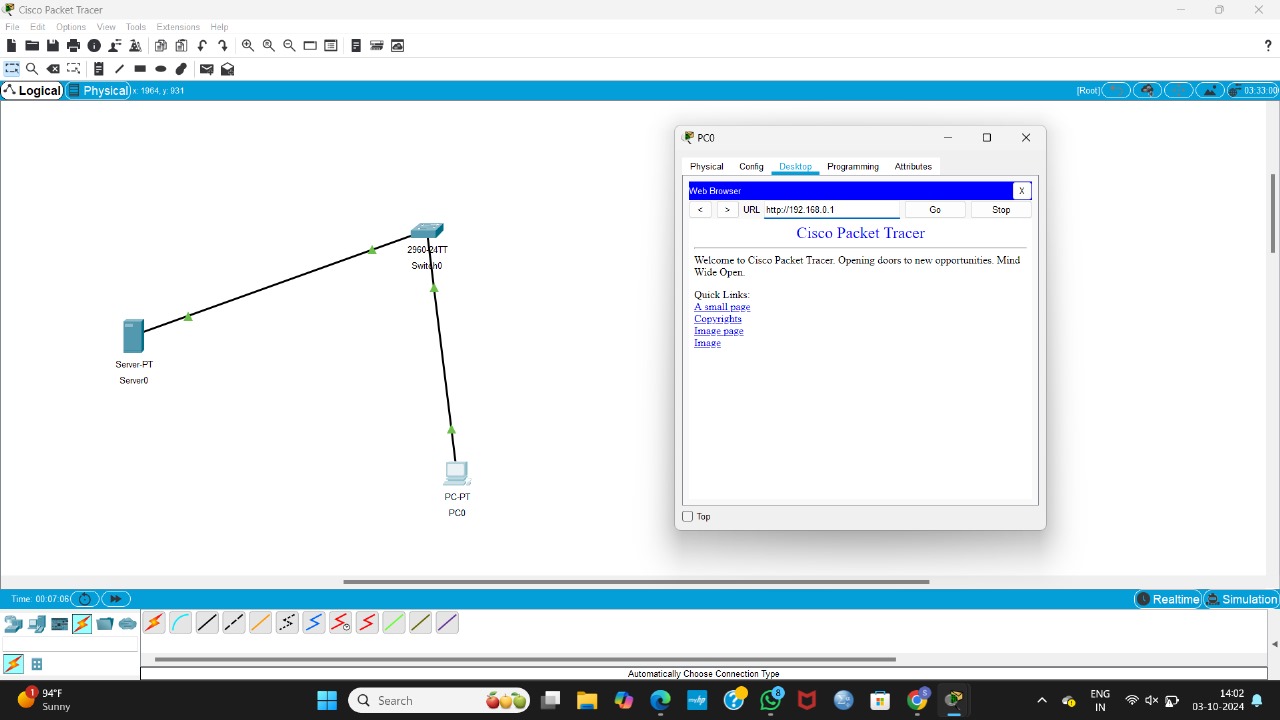 Cisco Packet Tracer
File Edit Options View Tools Extensions Help
?
Logical Physical x: 1964, y: 931 [Root] 03:33:00
PC0
Physical Config Desktop Programming Attributes
Web Browser X
< > URL http://192.168.0.1 Go Stop
Cisco Packet Tracer
Welcome to Cisco Packet Tracer. Opening doors to new opportunities. Mind
Wide Open.
Quick Links:
A small page
Copyrights
Image page
Image
Top
2960-24TT
Switch0
Server-PT
Server0
PC-PT
PC0
Time: 00:07:06 Realtime Simulation
Automatically Choose Connection Type
1 94°F
Sunny
Search
8
S
ENG
IN
14:02
03-10-2024